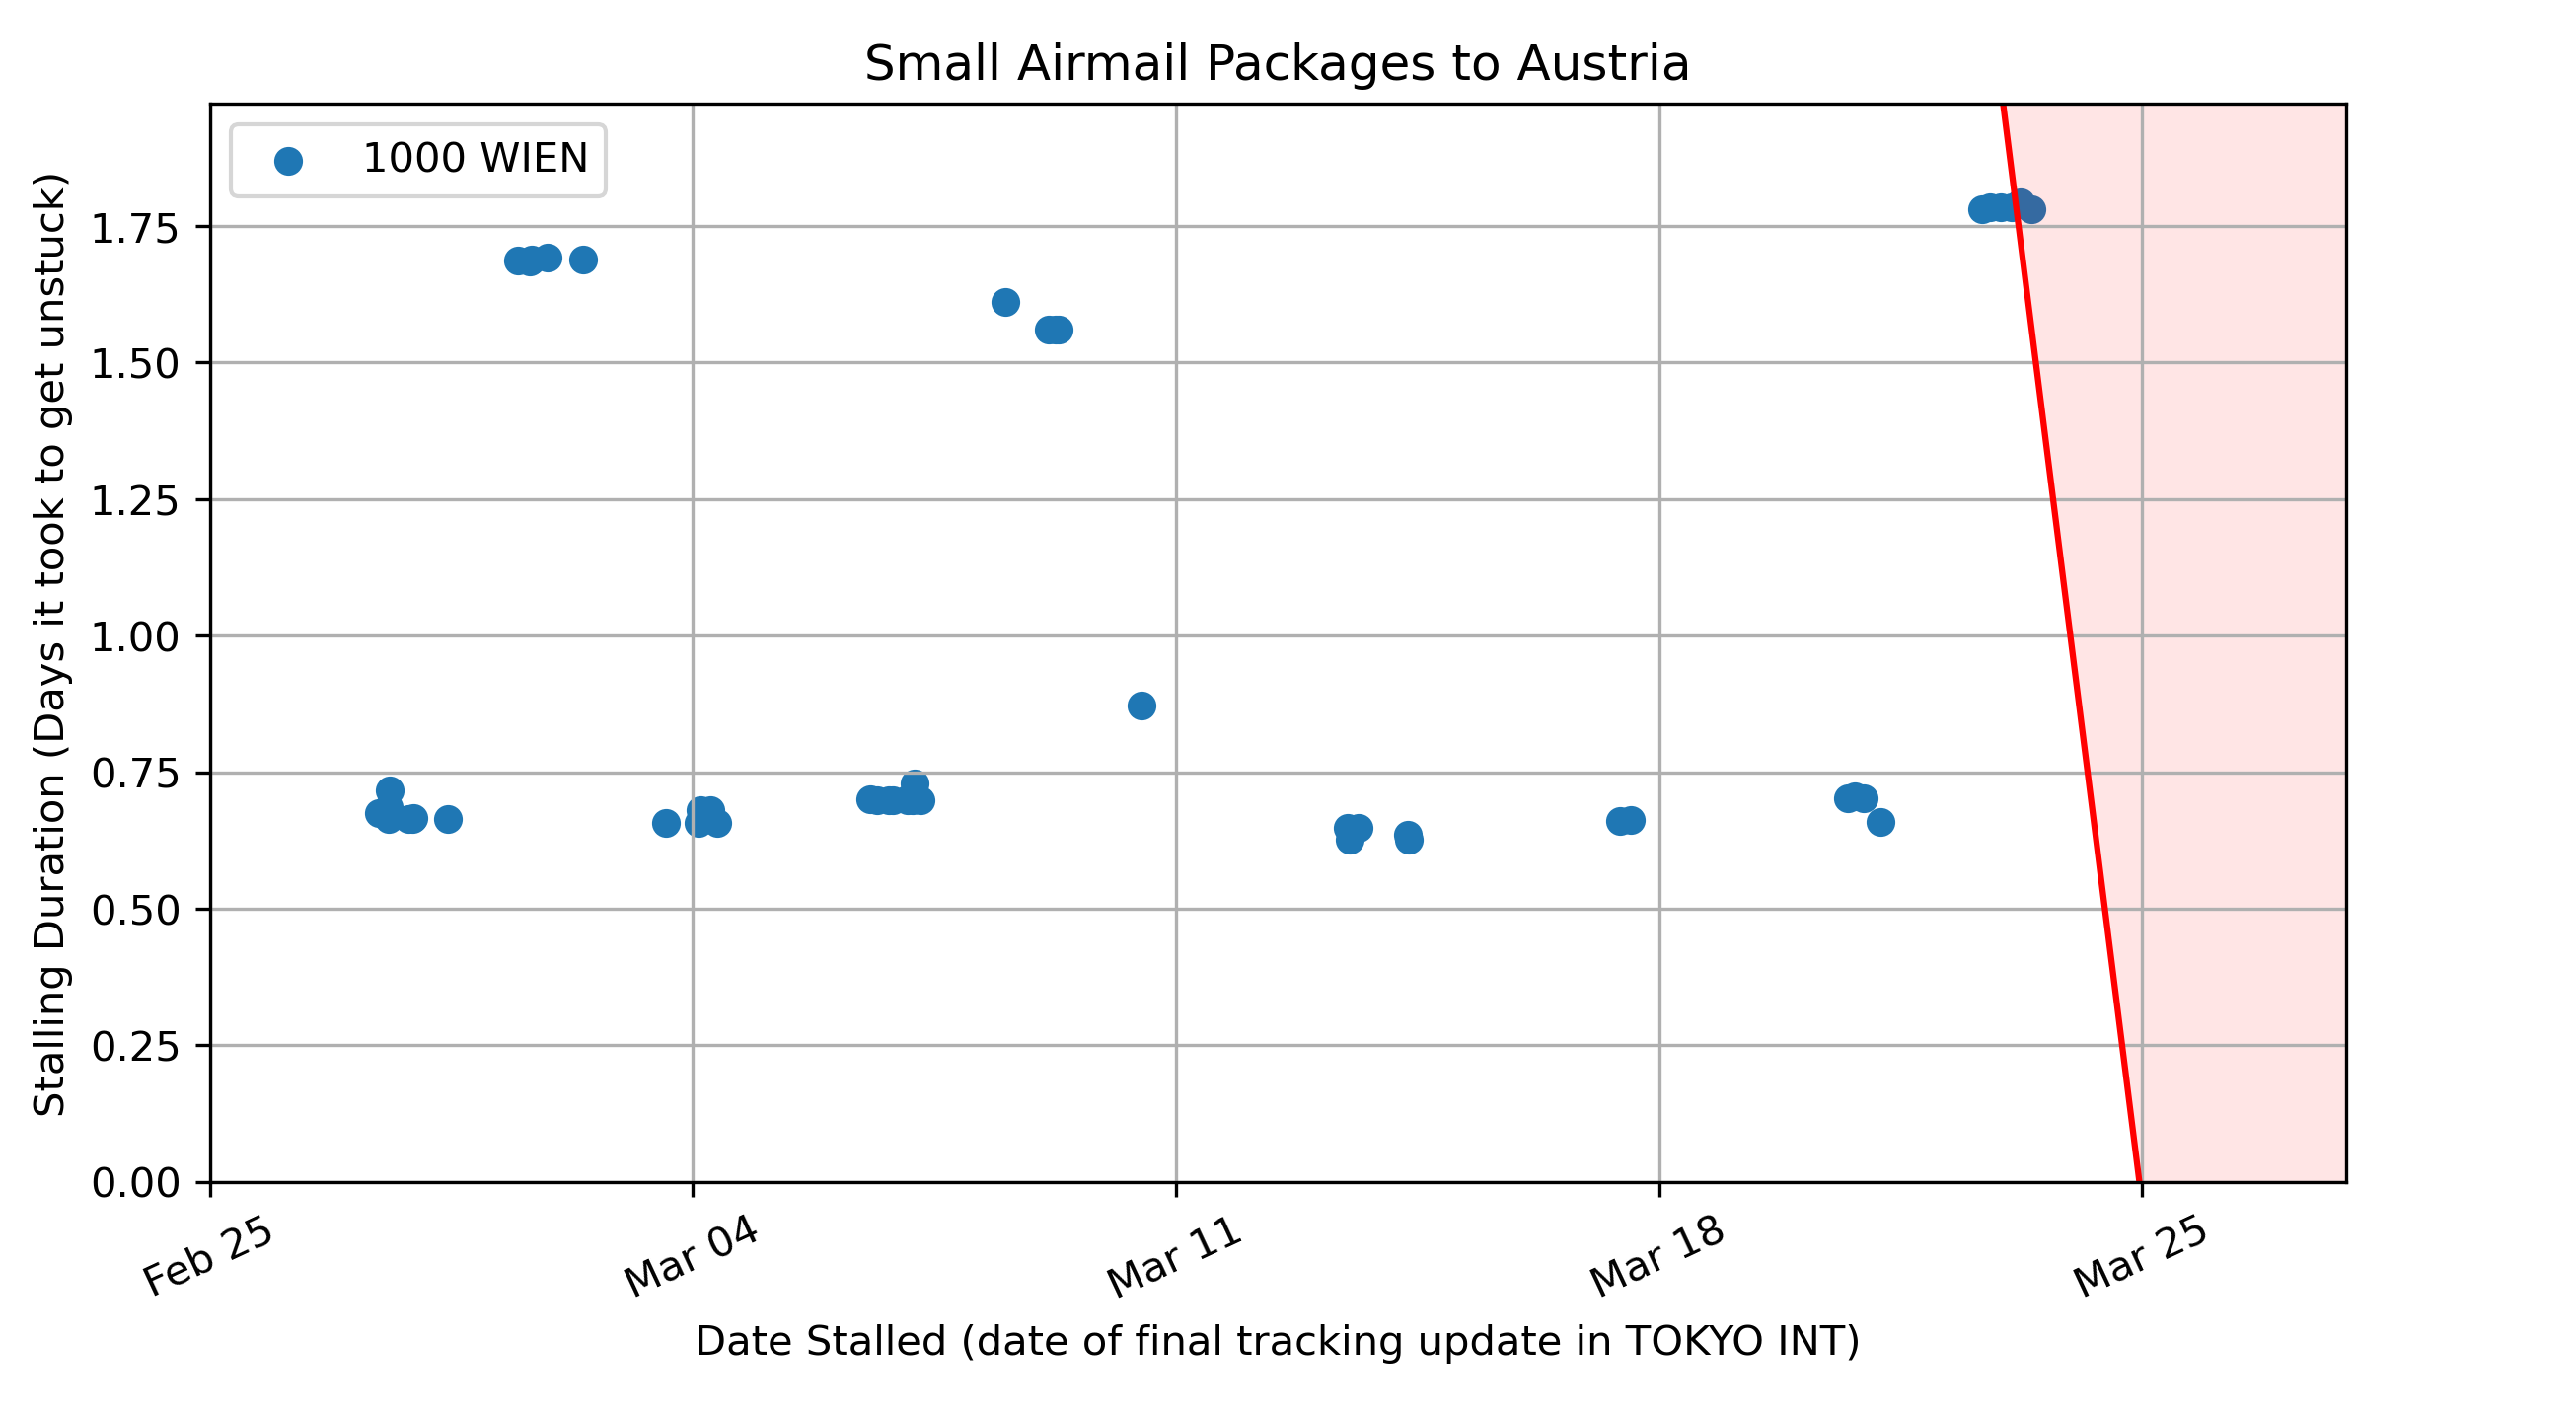 Small Airmail Packages to Austria
1000 WIEN
Stalling Duration (Days it took to get unstuck)
1.75
1.50
1.25
1.00
0.75
0.50
0.25
0.00
Feb 25
Mar 04
Mar 11
Mar 18
Mar 25
Date Stalled (date of final tracking update in TOKYO INT)